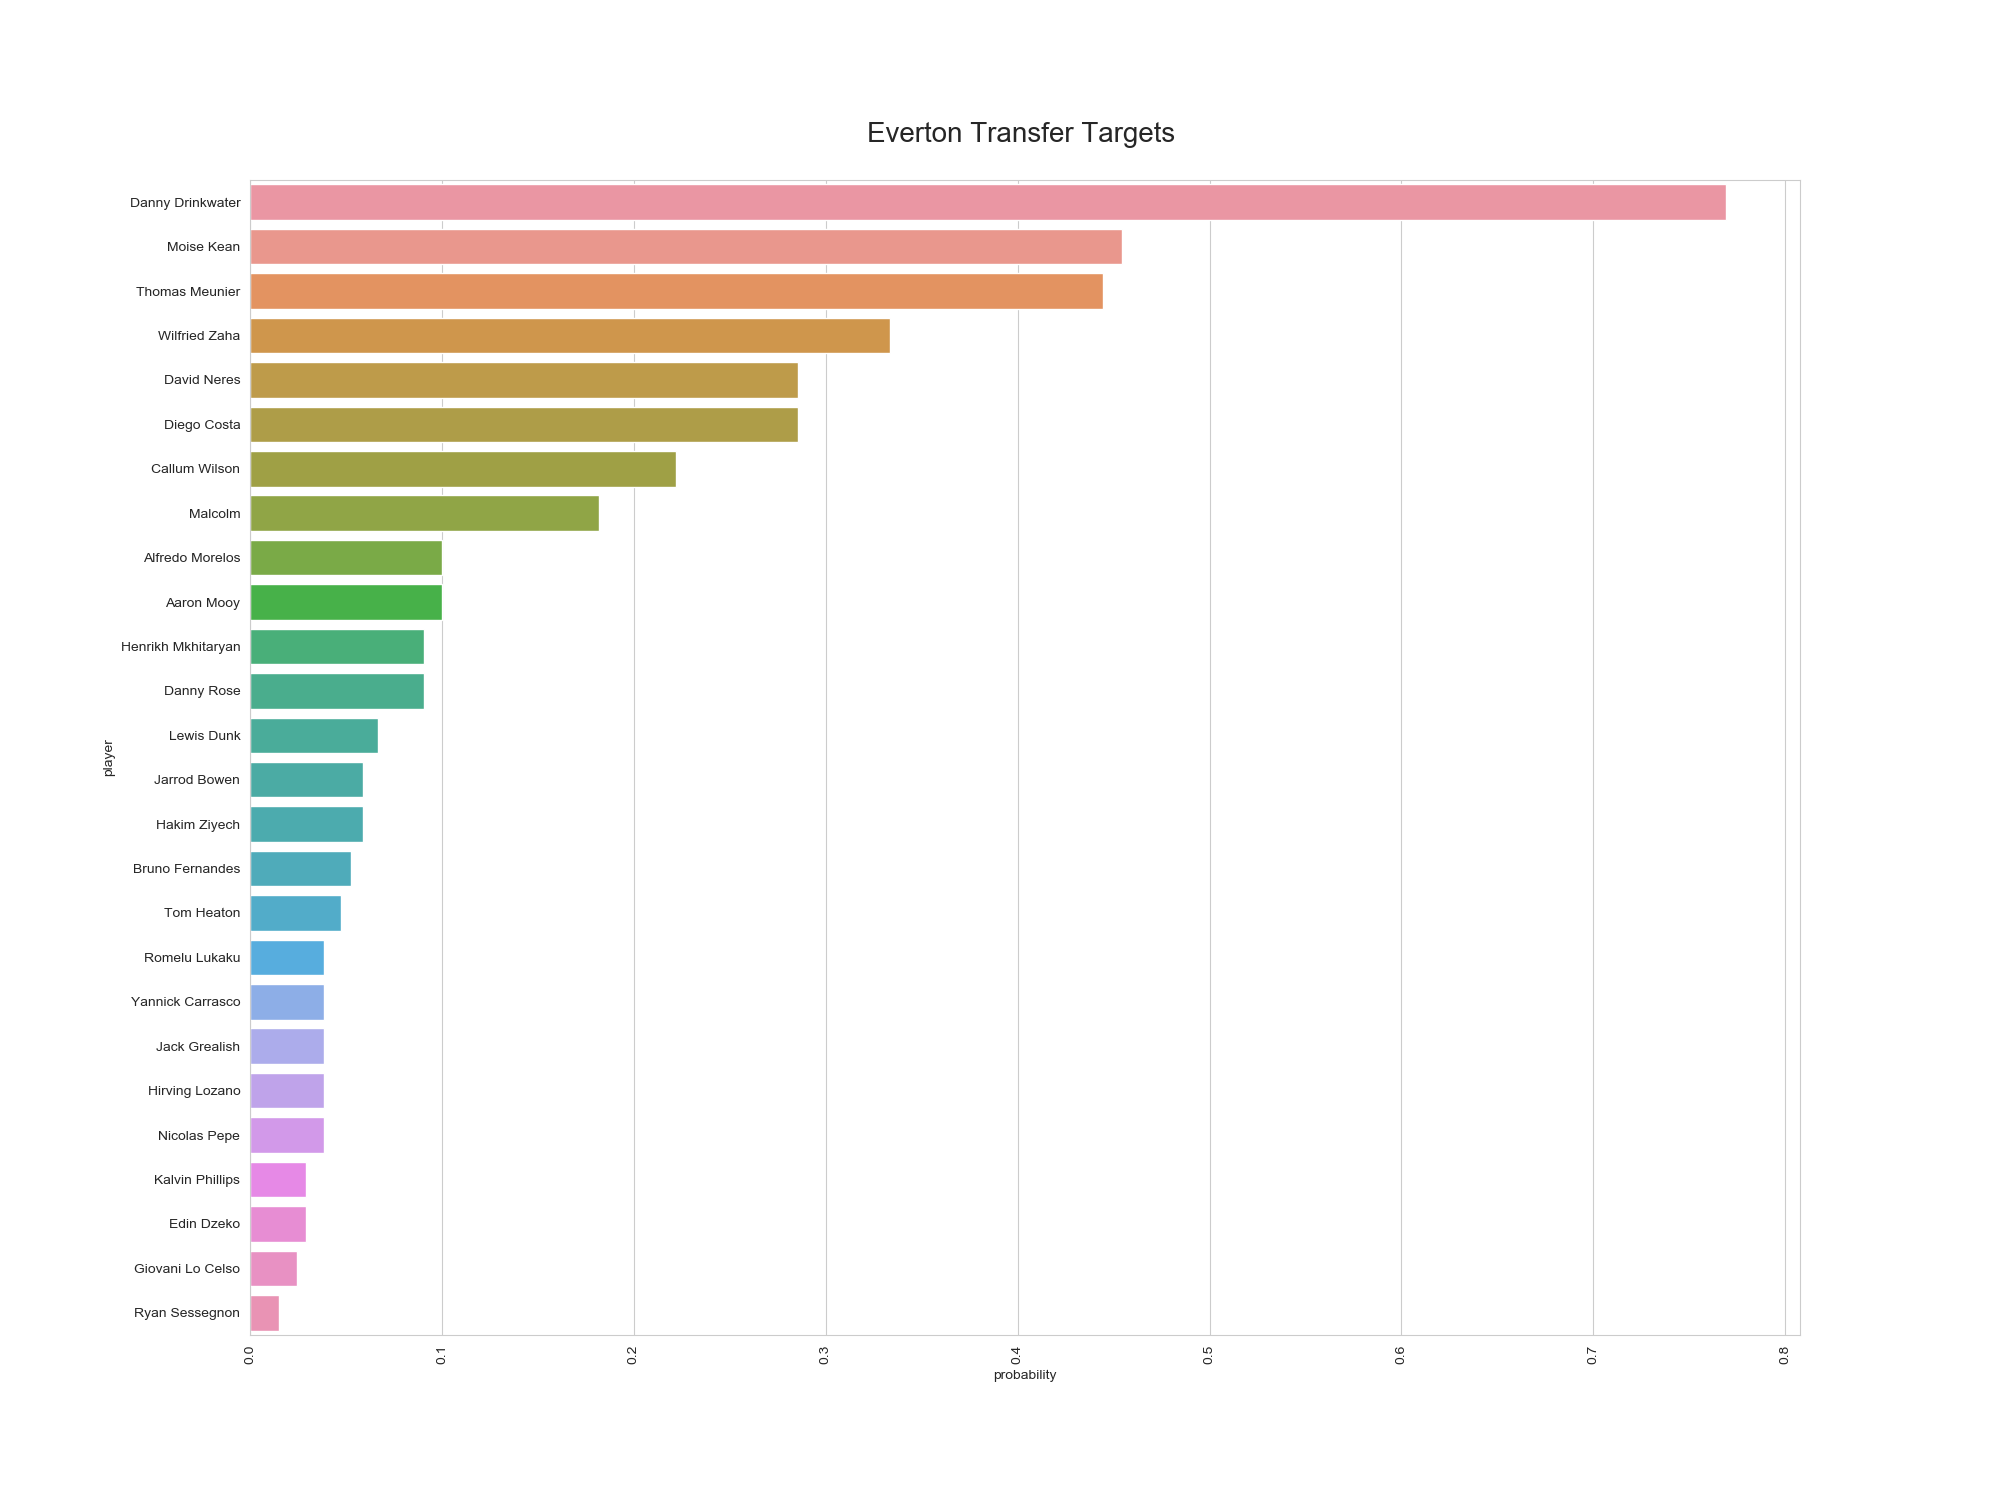 Everton Transfer Targets
Danny Drinkwater
Moise Kean
Thomas Meunier
Wilfried Zaha
David Neres
Diego Costa
Callum Wilson
Malcolm
Alfredo Morelos
Aaron Mooy
Henrikh Mkhitaryan
Danny Rose
Lewis Dunk
Jarrod Bowen
Hakim Ziyech
Bruno Fernandes
Tom Heaton
Romelu Lukaku
Yannick Carrasco
Jack Grealish
Hirving Lozano
Nicolas Pepe
Kalvin Phillips
Edin Dzeko
Giovani Lo Celso
Ryan Sessegnon
player
0.0
0.1
0.2
0.3
0.4
0.5
0.6
0.7
0.8
probability